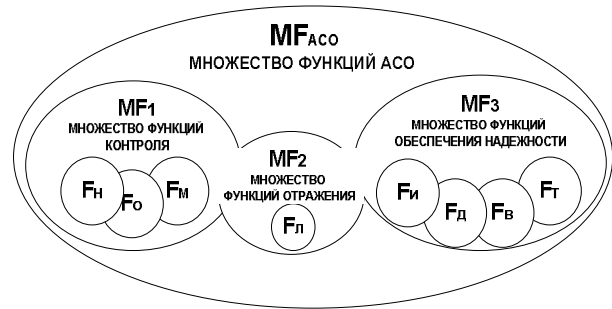 MFАСО
МНОЖЕСТВО ФУНКЦИЙ АСО
MF1
МНОЖЕСТВО ФУНКЦИЙ
КОНТРОЛЯ
FН
FО
FМ
MF2
МНОЖЕСТВО
ФУНКЦИЙ ОТРАЖЕНИЯ
FЛ
MF3
МНОЖЕСТВО ФУНКЦИЙ
ОБЕСПЕЧЕНИЯ НАДЕЖНОСТИ
FИ
FД
FВ
FТ